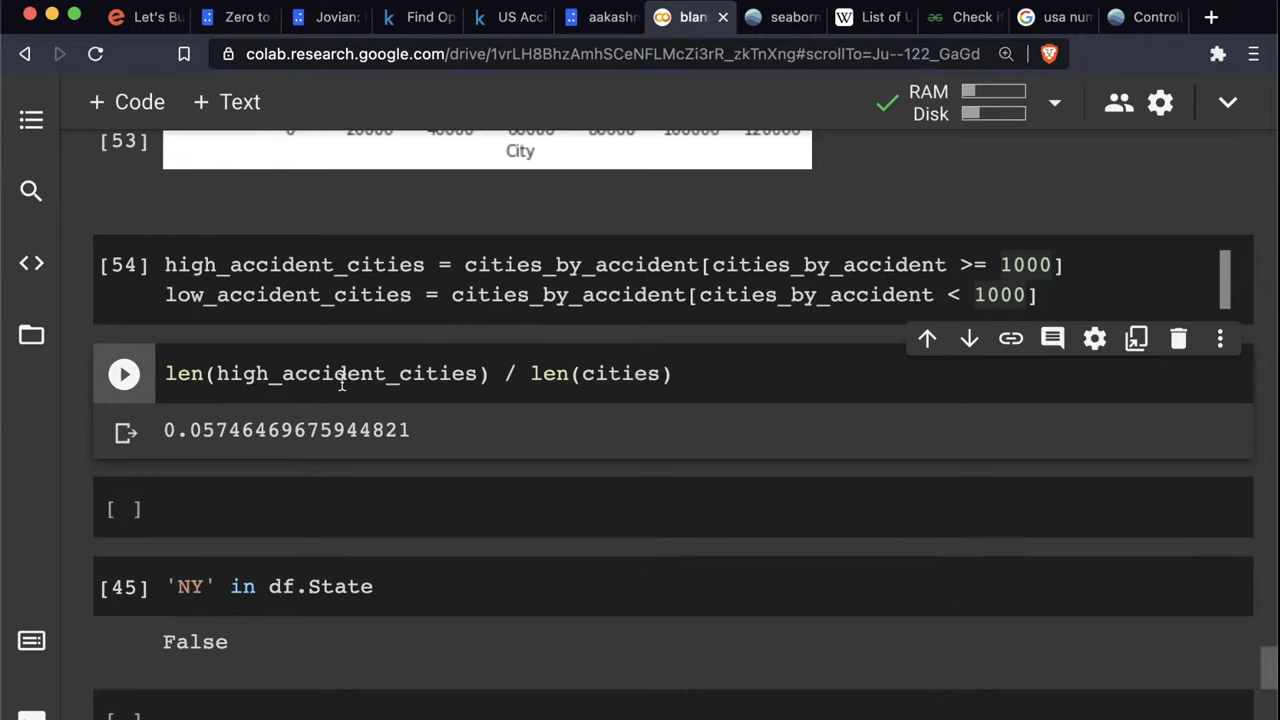 Let's Bu
Zero to
Jovian:
Find Op
US Acci
aakashn
blan
seaborn
List of U
Check if
usa num
Controll
colab.research.google.com/drive/1vrLH8BhzAmhSCeNFLMcZi3rR_zkTnXng#scrollTo=Ju--122_GaGd
+ Code + Text
RAM
Disk
[53]
0 20000 40000 60000 80000 100000 120000
City
[54] high_accident_cities = cities_by_accident[cities_by_accident >= 1000]
low_accident_cities = cities_by_accident[cities_by_accident < 1000]
len(high_accident_cities) / len(cities)
0.05746469675944821
[ ]
[45] 'NY' in df.State
False